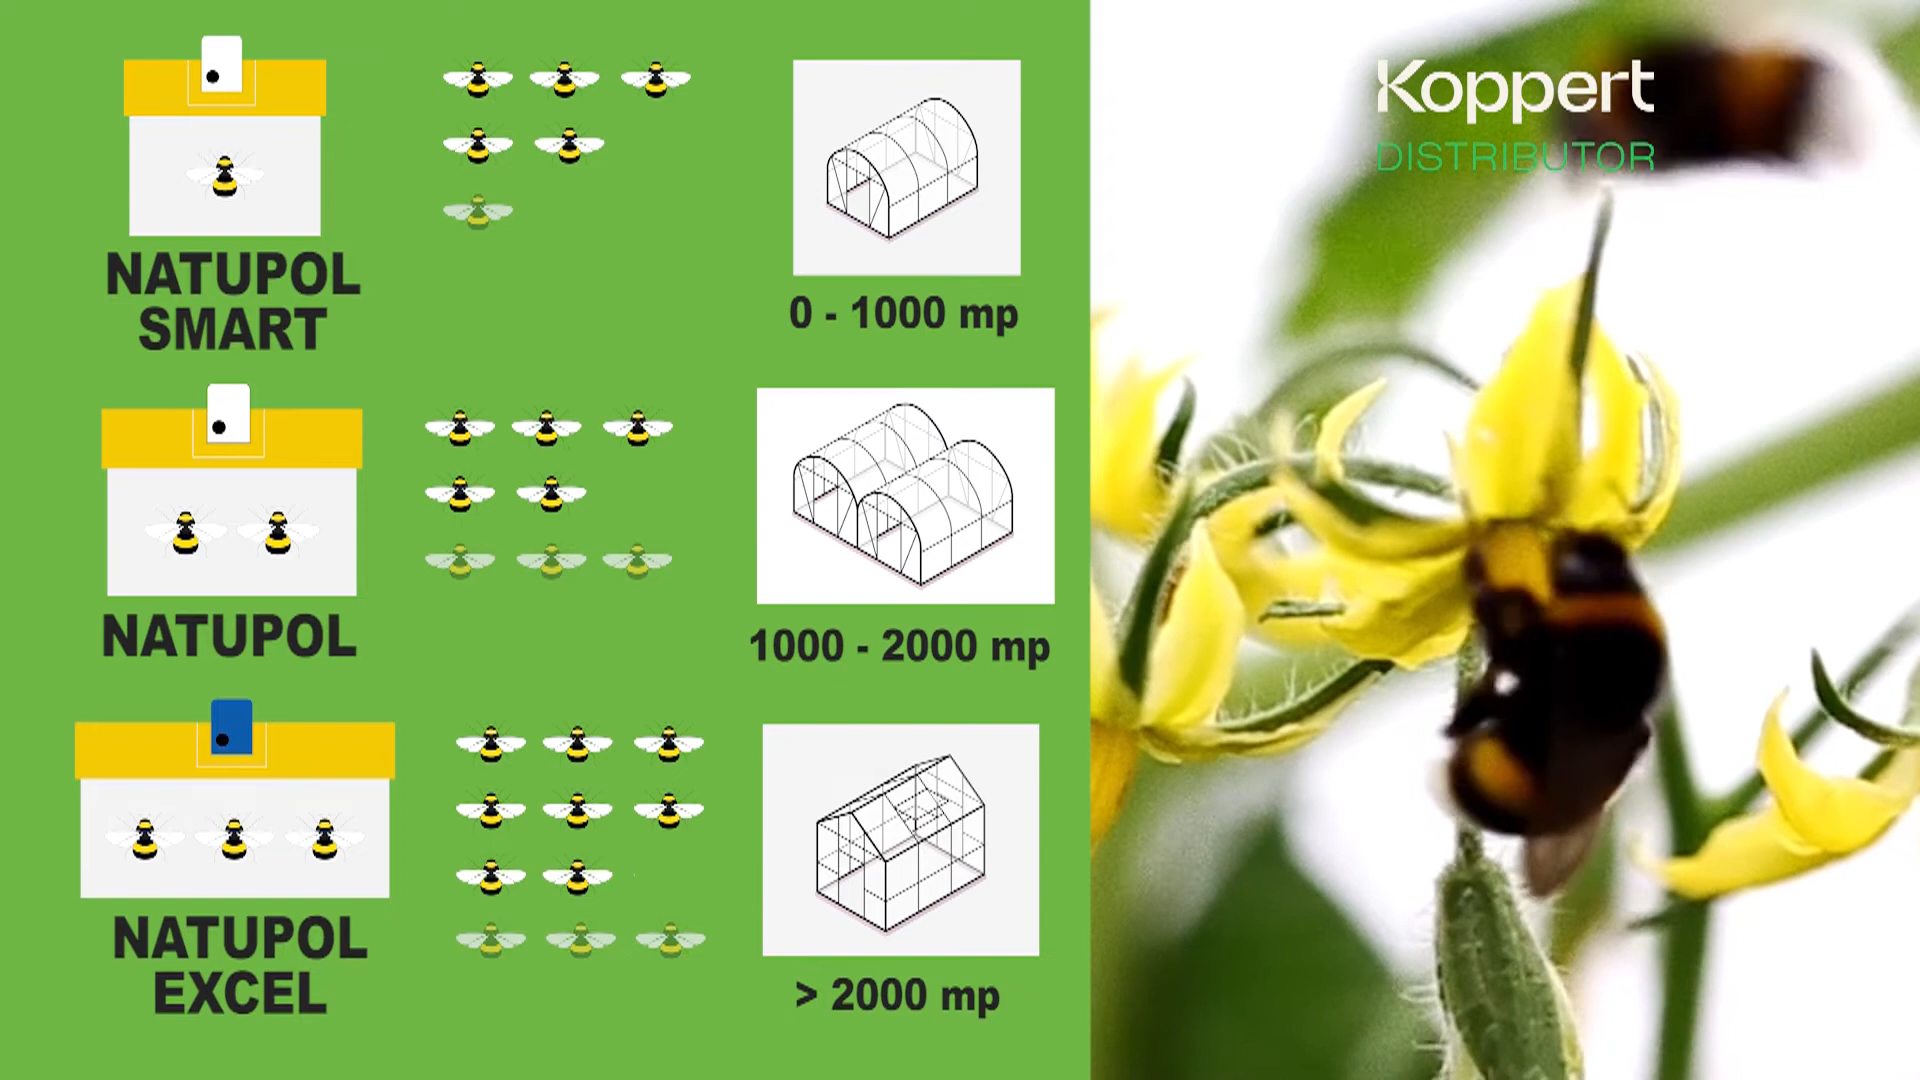 NATUPOL
SMART
0 - 1000 mp
NATUPOL
1000 - 2000 mp
NATUPOL
EXCEL
> 2000 mp
Koppert
DISTRIBUTOR